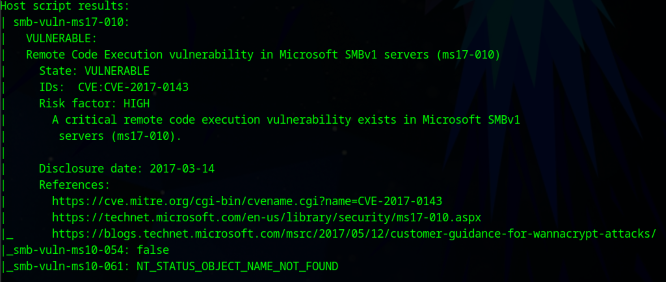 Host script results:
| smb-vuln-ms17-010:
|   VULNERABLE:
|   Remote Code Execution vulnerability in Microsoft SMBv1 servers (ms17-010)
|     State: VULNERABLE
|     IDs:  CVE:CVE-2017-0143
|     Risk factor: HIGH
|       A critical remote code execution vulnerability exists in Microsoft SMBv1
|        servers (ms17-010).
|
|     Disclosure date: 2017-03-14
|     References:
|       https://cve.mitre.org/cgi-bin/cvename.cgi?name=CVE-2017-0143
|       https://technet.microsoft.com/en-us/library/security/ms17-010.aspx
|_      https://blogs.technet.microsoft.com/msrc/2017/05/12/customer-guidance-for-wannacrypt-attacks/
|_smb-vuln-ms10-054: false
|_smb-vuln-ms10-061: NT_STATUS_OBJECT_NAME_NOT_FOUND